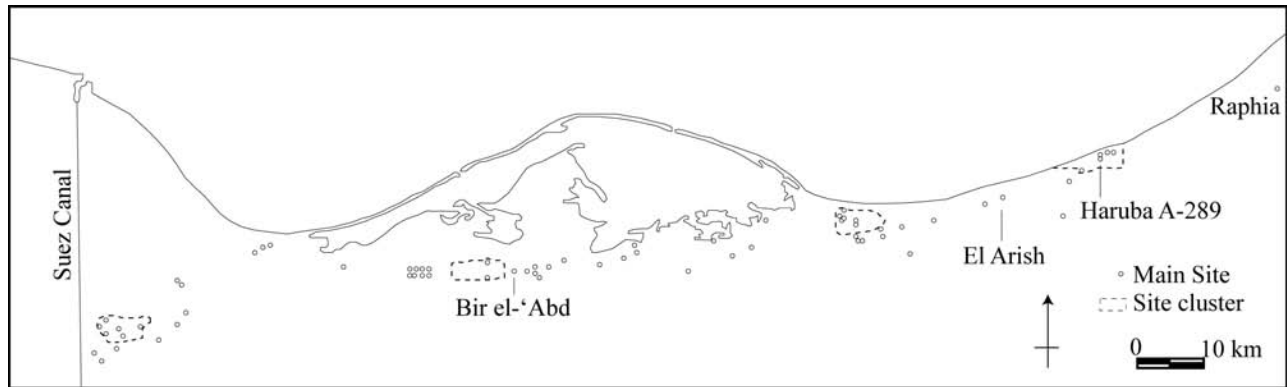 Suez Canal
Bir el-‘Abd
El Arish
Haruba A-289
Raphia
Main Site
Site cluster
0 10 km